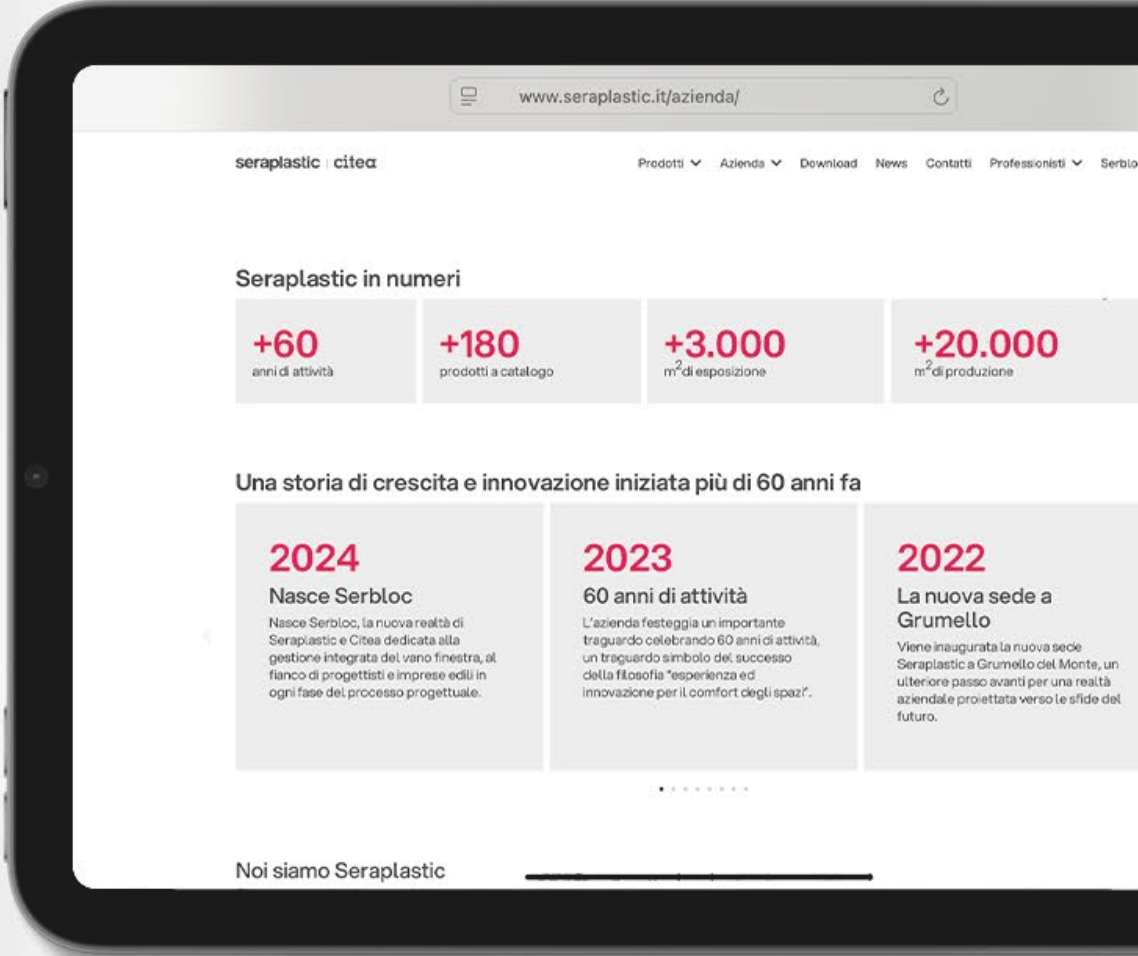 www.seraplastic.it/azienda/
seraplastic | citea
Prodotti Azienda Download News Contatti Professionisti Serblo
Seraplastic in numeri
+60
anni di attività
+180
prodotti a catalogo
+3.000
m² di esposizione
+20.000
m² di produzione
Una storia di crescita e innovazione iniziata più di 60 anni fa
2024
Nasce Serbloc
Nasce Serbloc, la nuova realtà di
Seraplastic e Citea dedicata alla
gestione integrata del vano finestra, al
fianco di progettisti e imprese edili in
ogni fase del processo progettuale.
2023
60 anni di attività
L'azienda festeggia un importante
traguardo celebrando 60 anni di attività,
un traguardo simbolo del successo
della filosofia "esperienza ed
innovazione per il comfort degli spazi".
2022
La nuova sede a
Grumello
Viene inaugurata la nuova sede
Seraplastic a Grumello del Monte, un
ulteriore passo avanti per una realtà
aziendale proiettata verso le sfide del
futuro.
Noi siamo Seraplastic